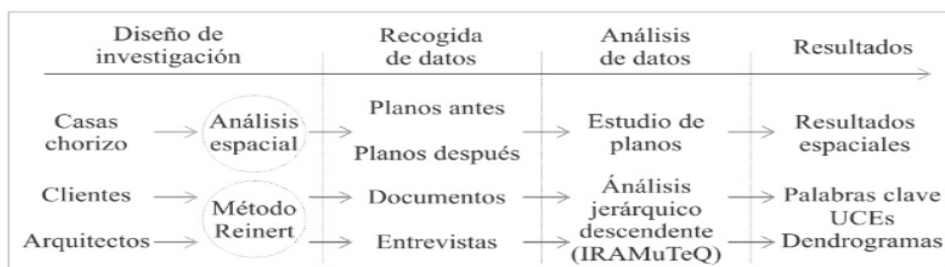 Diseño de
investigación
Recogida
de datos
Análisis
de datos
Resultados
Casas
chorizo
Análisis
espacial
Planos antes
Planos después
Estudio de
planos
Resultados
espaciales
Clientes
Arquitectos
Método
Reinert
Documentos
Entrevistas
Ánálisis
jerárquico
descendente
(IRAMuTeQ)
Palabras clave
UCEs
Dendrogramas